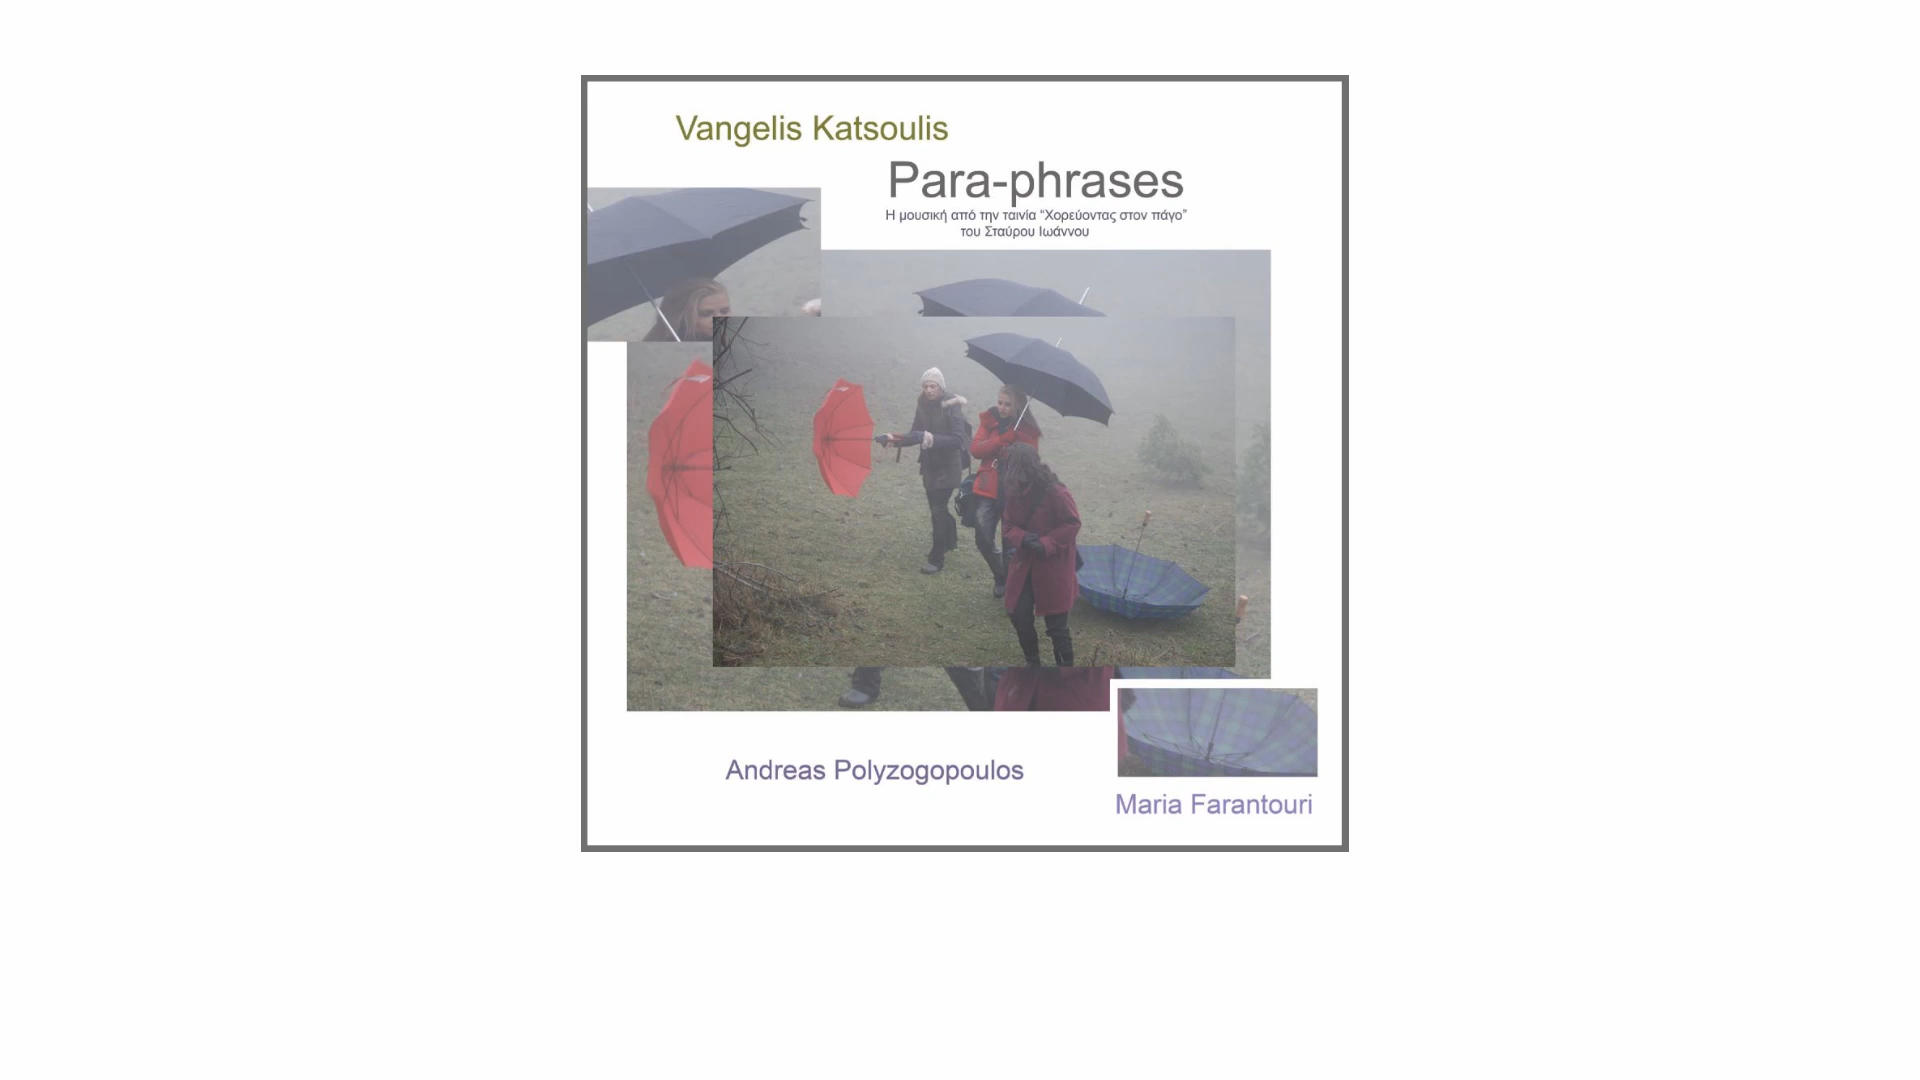 Vangelis Katsoulis
Para-phrases
Η μουσική από την ταινία “Χορεύοντας στον πάγο”
του Σταύρου Ιωάννου
Andreas Polyzogopoulos
Maria Farantouri